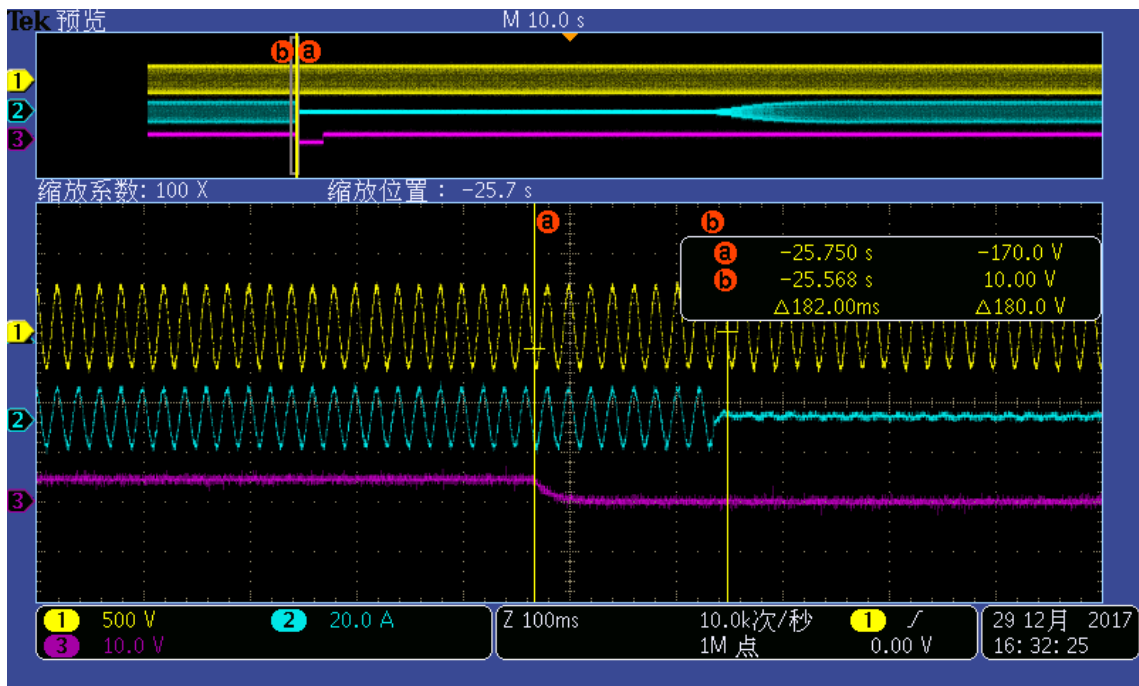 Tek 预览 M 10.0 s
b a
1
2
3
缩放系数: 100 X 缩放位置: -25.7 s
a b
a -25.750 s -170.0 V
b -25.568 s 10.00 V
△182.00ms △180.0 V
1
2
3
1 500 V 2 20.0 A Z 100ms 10.0k次/秒 1 29 12月 2017
3 10.0 V 1M 点 0.00 V 16:32:25